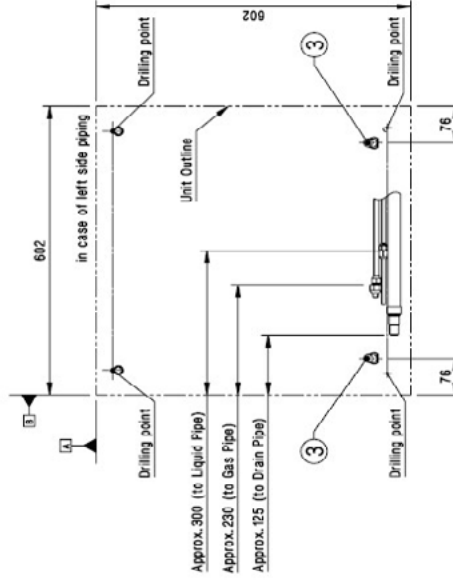 B
602
A
in case of left side piping
Drilling point
Drilling point
Approx.300 (to Liquid Pipe)
Approx.230 (to Gas Pipe)
Approx.125 (to Drain Pipe)
Unit Outline
602
3
3
Drilling point
Drilling point
76
76